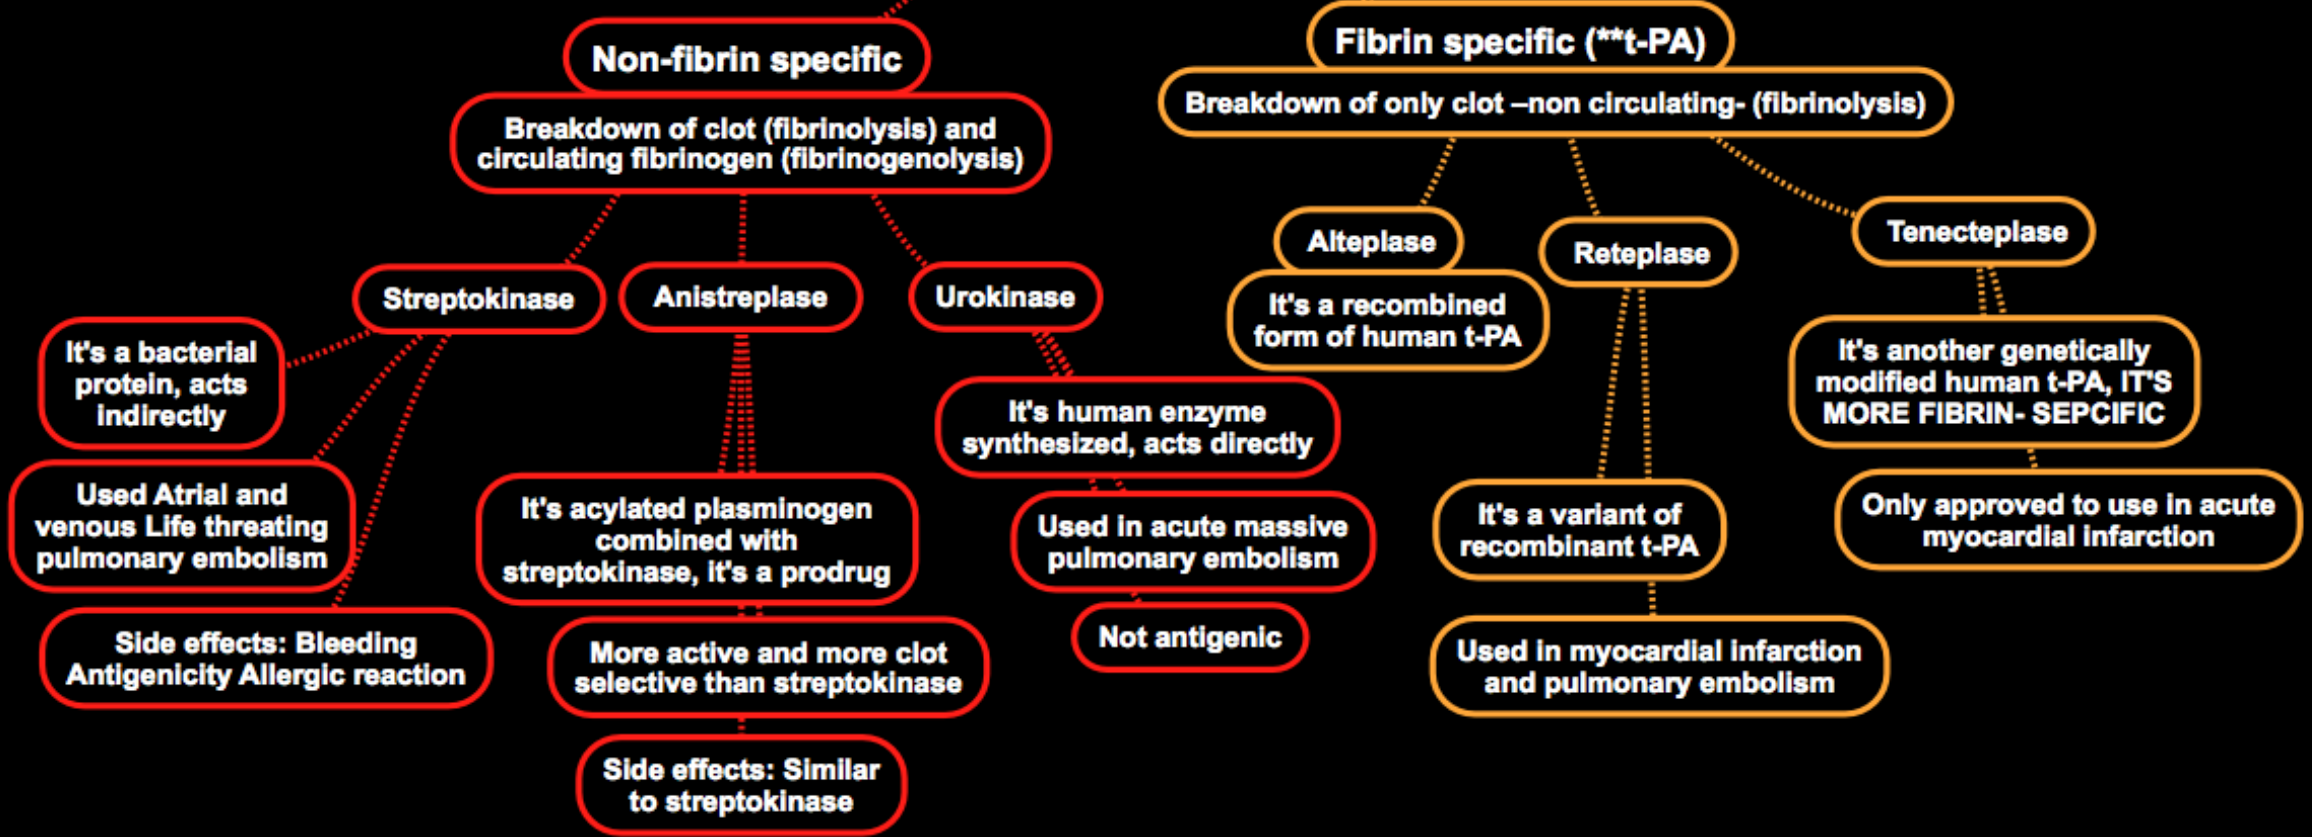 Non-fibrin specific
Breakdown of clot (fibrinolysis) and
circulating fibrinogen (fibrinogenolysis)
Streptokinase
It's a bacterial
protein, acts
indirectly
Used Atrial and
venous Life threating
pulmonary embolism
Side effects: Bleeding
Antigenicity Allergic reaction
Anistreplase
It's acylated plasminogen
combined with
streptokinase, it's a prodrug
More active and more clot
selective than streptokinase
Side effects: Similar
to streptokinase
Urokinase
It's human enzyme
synthesized, acts directly
Used in acute massive
pulmonary embolism
Not antigenic
Fibrin specific (**t-PA)
Breakdown of only clot –non circulating- (fibrinolysis)
Alteplase
It's a recombined
form of human t-PA
Reteplase
It's a variant of
recombinant t-PA
Used in myocardial infarction
and pulmonary embolism
Tenecteplase
It's another genetically
modified human t-PA, IT'S
MORE FIBRIN- SEPCIFIC
Only approved to use in acute
myocardial infarction